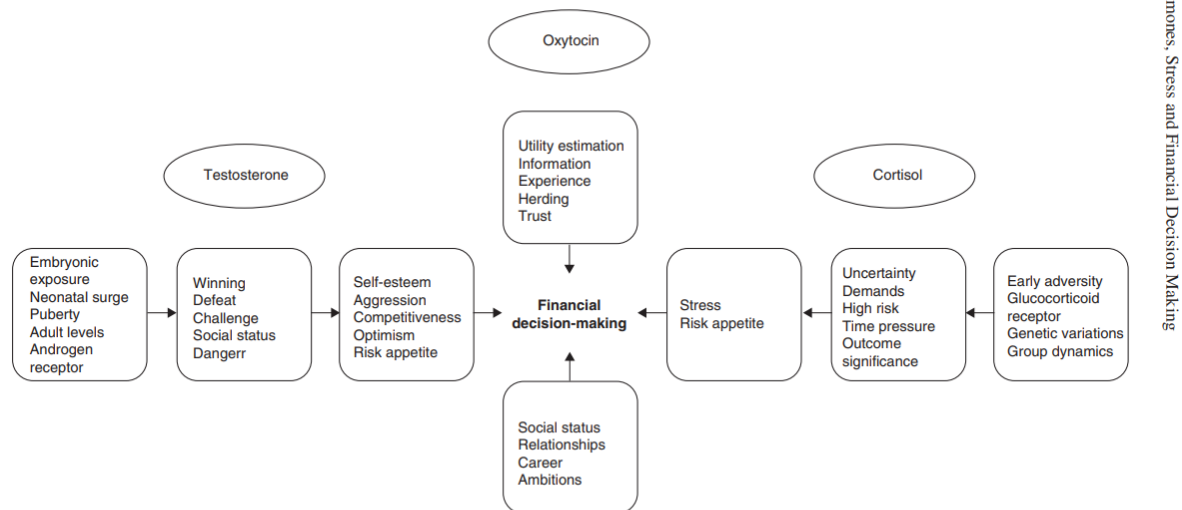 Oxytocin
Utility estimation
Information
Experience
Herding
Trust
Testosterone
Cortisol
Embryonic
exposure
Neonatal surge
Puberty
Adult levels
Androgen
receptor
Winning
Defeat
Challenge
Social status
Dangerr
Self-esteem
Aggression
Competitiveness
Optimism
Risk appetite
Financial
decision-making
Stress
Risk appetite
Uncertainty
Demands
High risk
Time pressure
Outcome
significance
Early adversity
Glucocorticoid
receptor
Genetic variations
Group dynamics
Social status
Relationships
Career
Ambitions
mones, Stress and Financial Decision Making